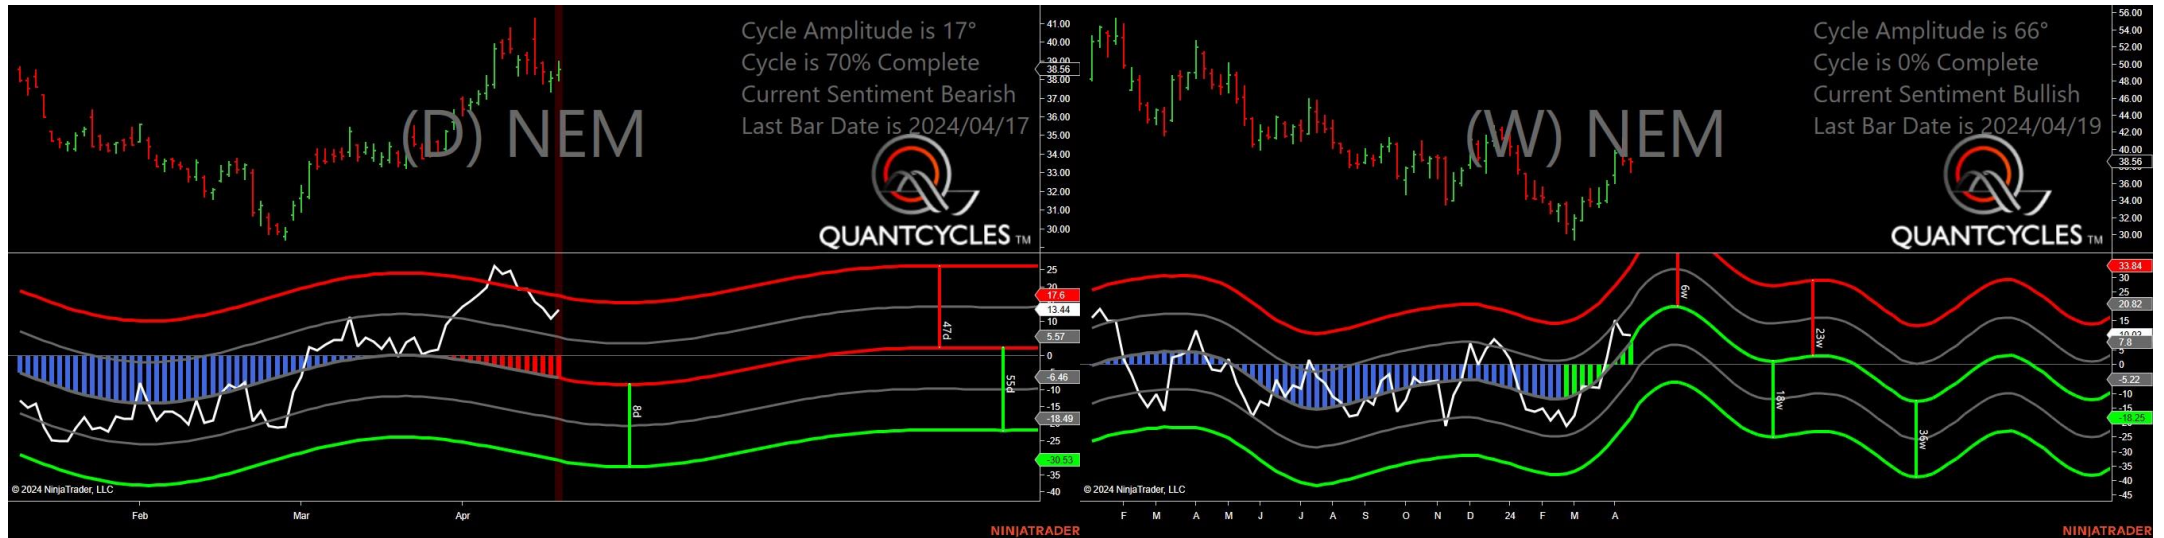 Cycle Amplitude is 17°
Cycle is 70% Complete
Current Sentiment Bearish
Last Bar Date is 2024/04/17
(D) NEM
QUANTCYCLES TM
41.00
40.00
39.00
38.56
38.00
37.00
36.00
35.00
34.00
33.00
32.00
31.00
30.00
25
17.6
13.44
10
5.57
0
-6.46
-10
-15
-18.49
-25
-30.53
-35
-40
47d
55d
8d
© 2024 NinjaTrader, LLC
Feb Mar Apr
NINJATRADER
Cycle Amplitude is 66°
Cycle is 0% Complete
Current Sentiment Bullish
Last Bar Date is 2024/04/19
(W) NEM
QUANTCYCLES TM
56.00
54.00
52.00
50.00
48.00
46.00
44.00
42.00
40.00
38.56
36.00
34.00
32.00
30.00
33.84
30
20.82
15
7.8
0
-5.22
-10
-18.25
-25
-30
-35
-40
-45
6w
23w
18w
36w
© 2024 NinjaTrader, LLC
F M A M J J A S O N D 24 F M A
NINJATRADER